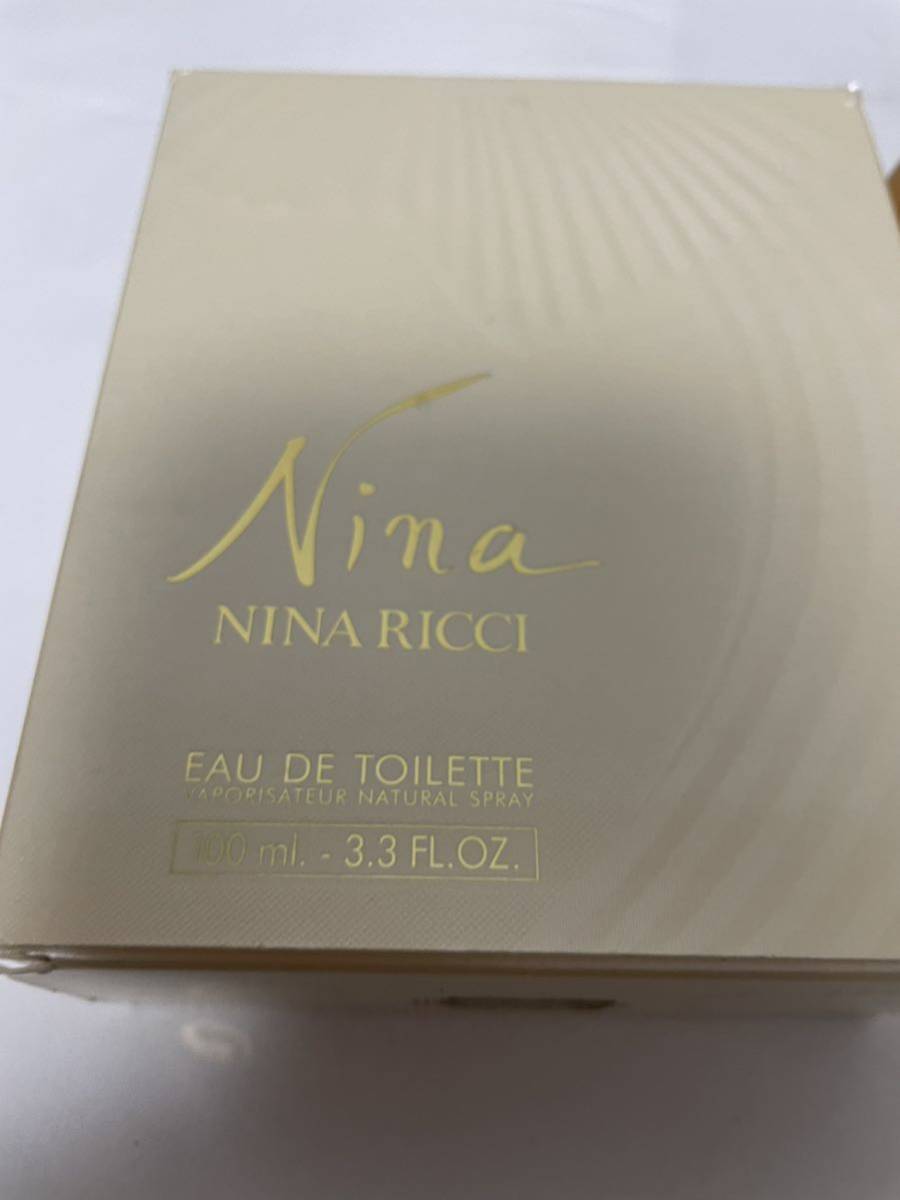 Nina
NINA RICCI
EAU DE TOILETTE
VAPORISATEUR NATURAL SPRAY
100 ml. - 3.3 FL.OZ.